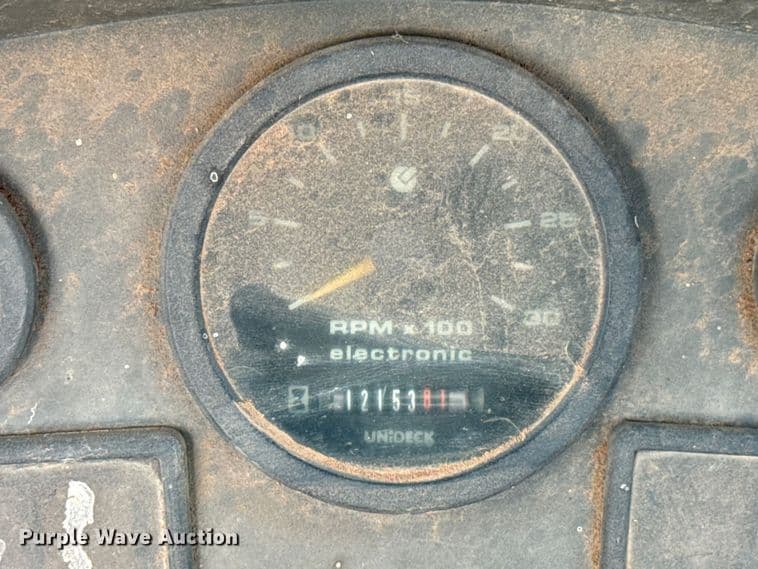 15
10 20
5 25
30
RPM x 100
electronic
1215381
UNIDECK
Purple Wave Auction